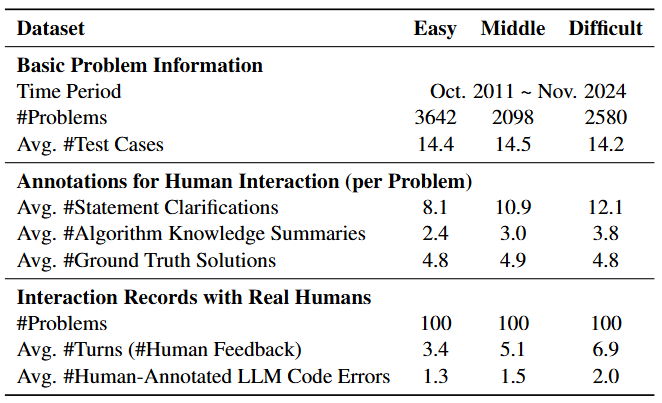 Dataset Easy Middle Difficult
Basic Problem Information
Time Period Oct. 2011 ~ Nov. 2024
#Problems 3642 2098 2580
Avg. #Test Cases 14.4 14.5 14.2
Annotations for Human Interaction (per Problem)
Avg. #Statement Clarifications 8.1 10.9 12.1
Avg. #Algorithm Knowledge Summaries 2.4 3.0 3.8
Avg. #Ground Truth Solutions 4.8 4.9 4.8
Interaction Records with Real Humans
#Problems 100 100 100
Avg. #Turns (#Human Feedback) 3.4 5.1 6.9
Avg. #Human-Annotated LLM Code Errors 1.3 1.5 2.0